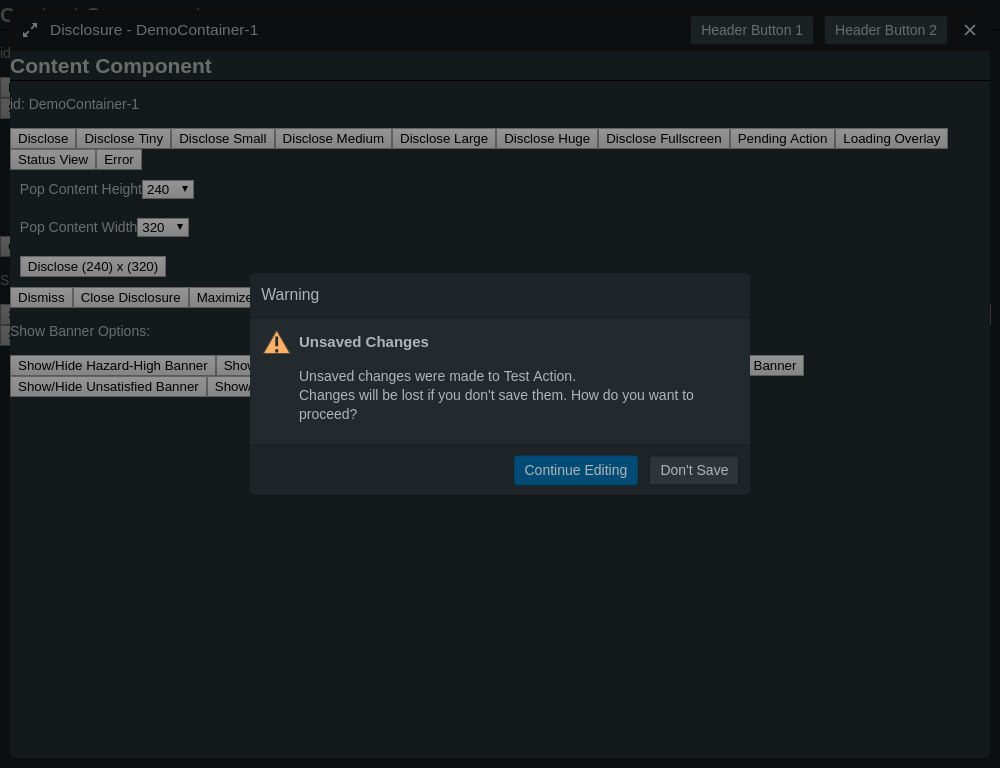 Disclosure - DemoContainer-1 Header Button 1 Header Button 2
Content Component
id
id: DemoContainer-1
Disclose Disclose Tiny Disclose Small Disclose Medium Disclose Large Disclose Huge Disclose Fullscreen Pending Action Loading Overlay
Status View Error
Pop Content Height 240
Pop Content Width 320
Disclose (240) x (320)
Dismiss Close Disclosure Maximize
Show Banner Options:
Show/Hide Hazard-High Banner Banner
Show/Hide Unsatisfied Banner
Warning
Unsaved Changes
Unsaved changes were made to Test Action.
Changes will be lost if you don't save them. How do you want to
proceed?
Continue Editing Don't Save